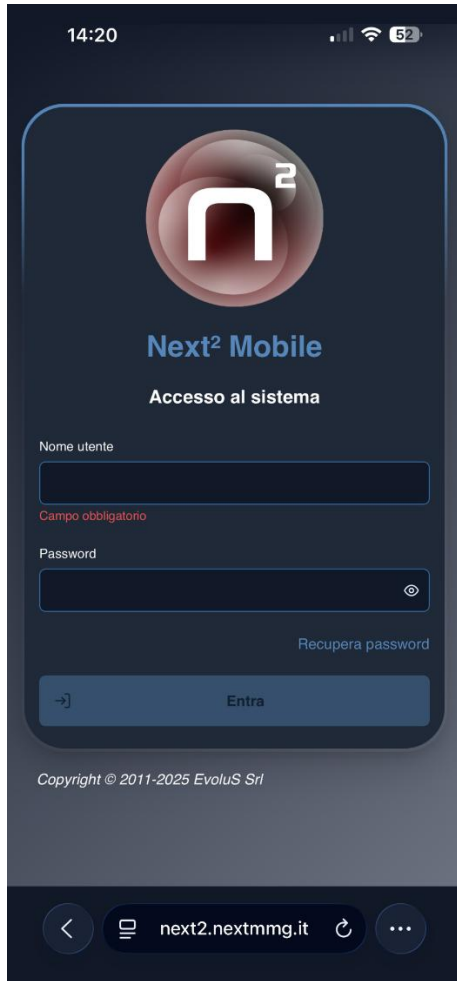 14:20
52
n²
Next² Mobile
Accesso al sistema
Nome utente
Campo obbligatorio
Password
Recupera password
Entra
Copyright © 2011-2025 EvoluS Srl
next2.nextmmg.it